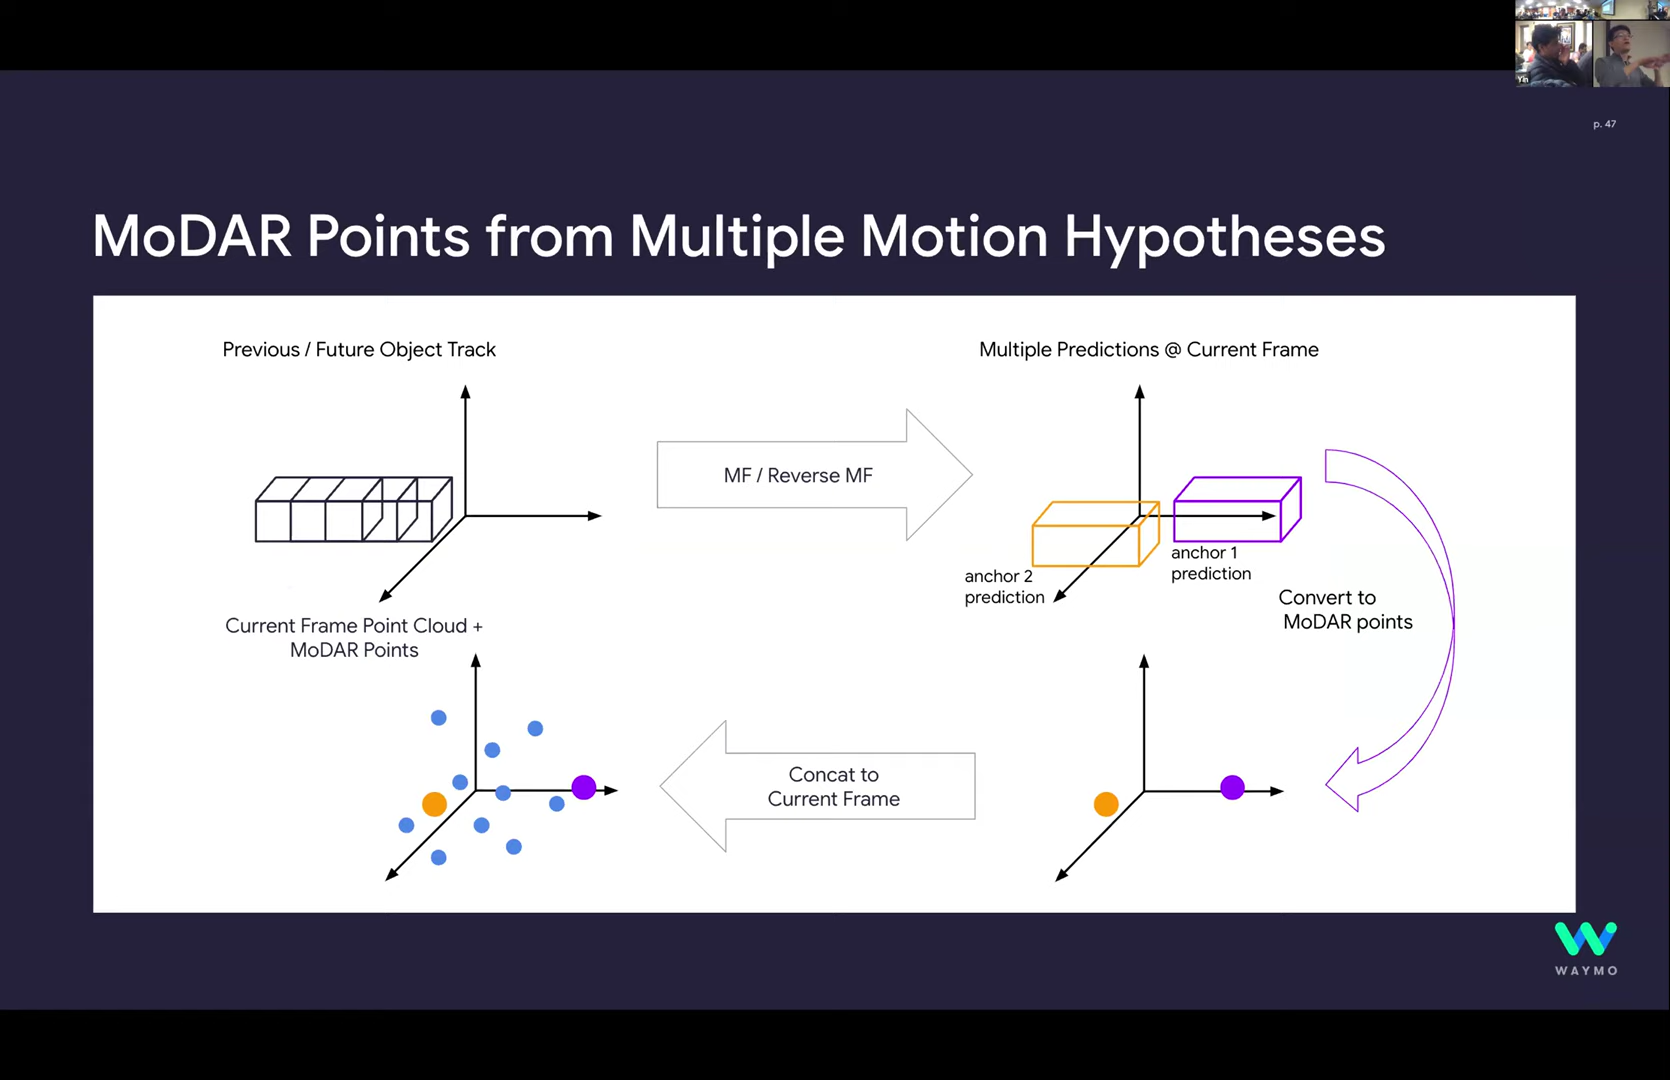 Yin
p. 47
MoDAR Points from Multiple Motion Hypotheses
Previous / Future Object Track
MF / Reverse MF
Multiple Predictions @ Current Frame
anchor 1
prediction
anchor 2
prediction
Convert to
MoDAR points
Current Frame Point Cloud +
MoDAR Points
Concat to
Current Frame
WAYMO